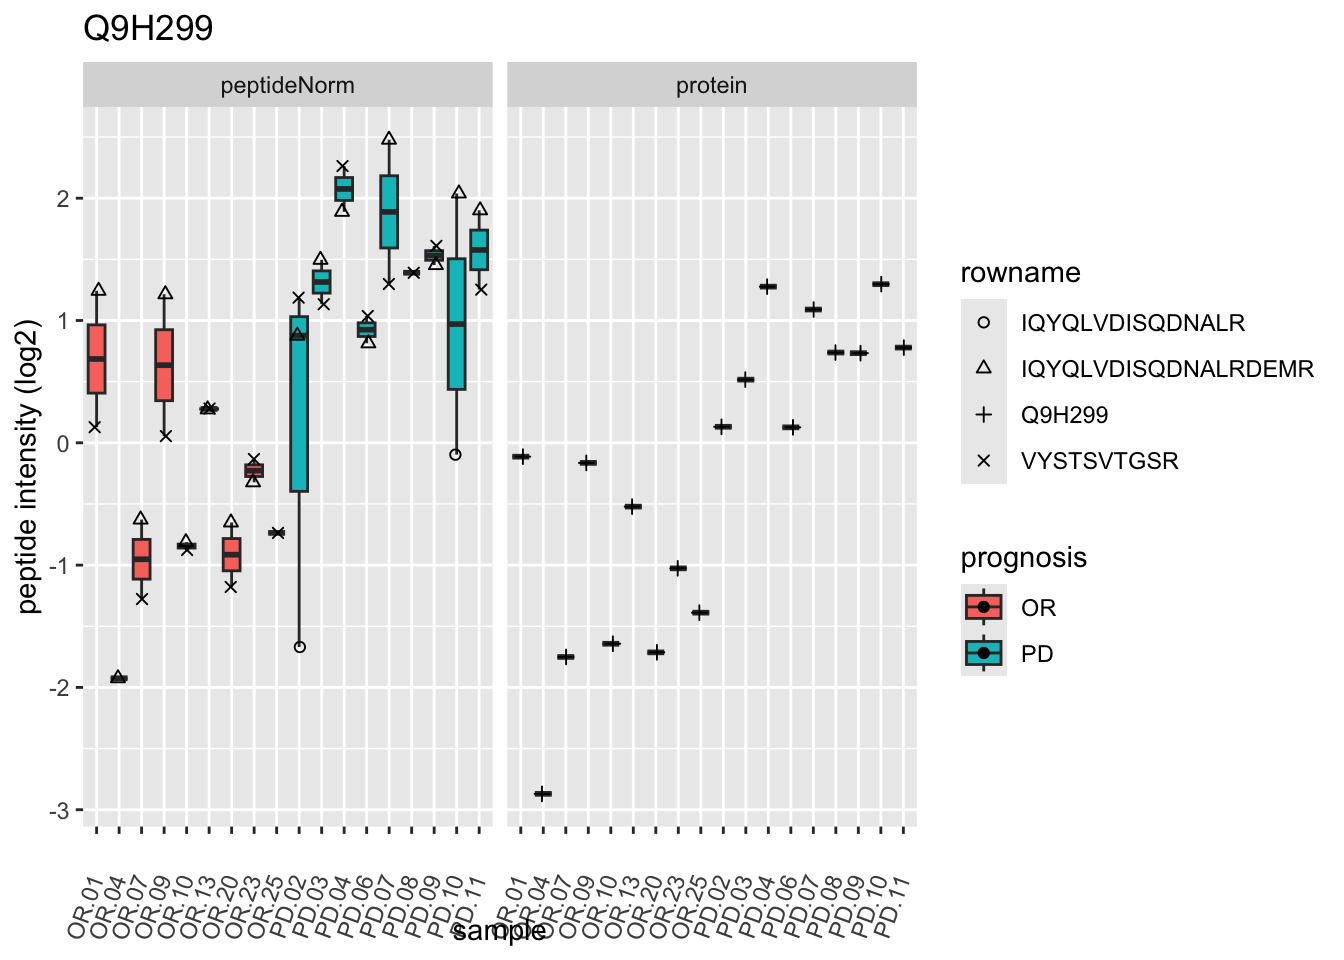 Q9H299
peptideNorm
protein
peptide intensity (log2)
2
1
0
-1
-2
-3
OR.01
OR.04
OR.07
OR.09
OR.10
OR.13
OR.20
OR.23
OR.25
PD.02
PD.03
PD.04
PD.06
PD.07
PD.08
PD.09
PD.10
PD.11
OR.01
OR.04
OR.07
OR.09
OR.10
OR.13
OR.20
OR.23
OR.25
PD.02
PD.03
PD.04
PD.06
PD.07
PD.08
PD.09
PD.10
PD.11
sample
rowname
IQYQLVDISQDNALR
IQYQLVDISQDNALRDEMR
Q9H299
VYSTSVTGSR
prognosis
OR
PD